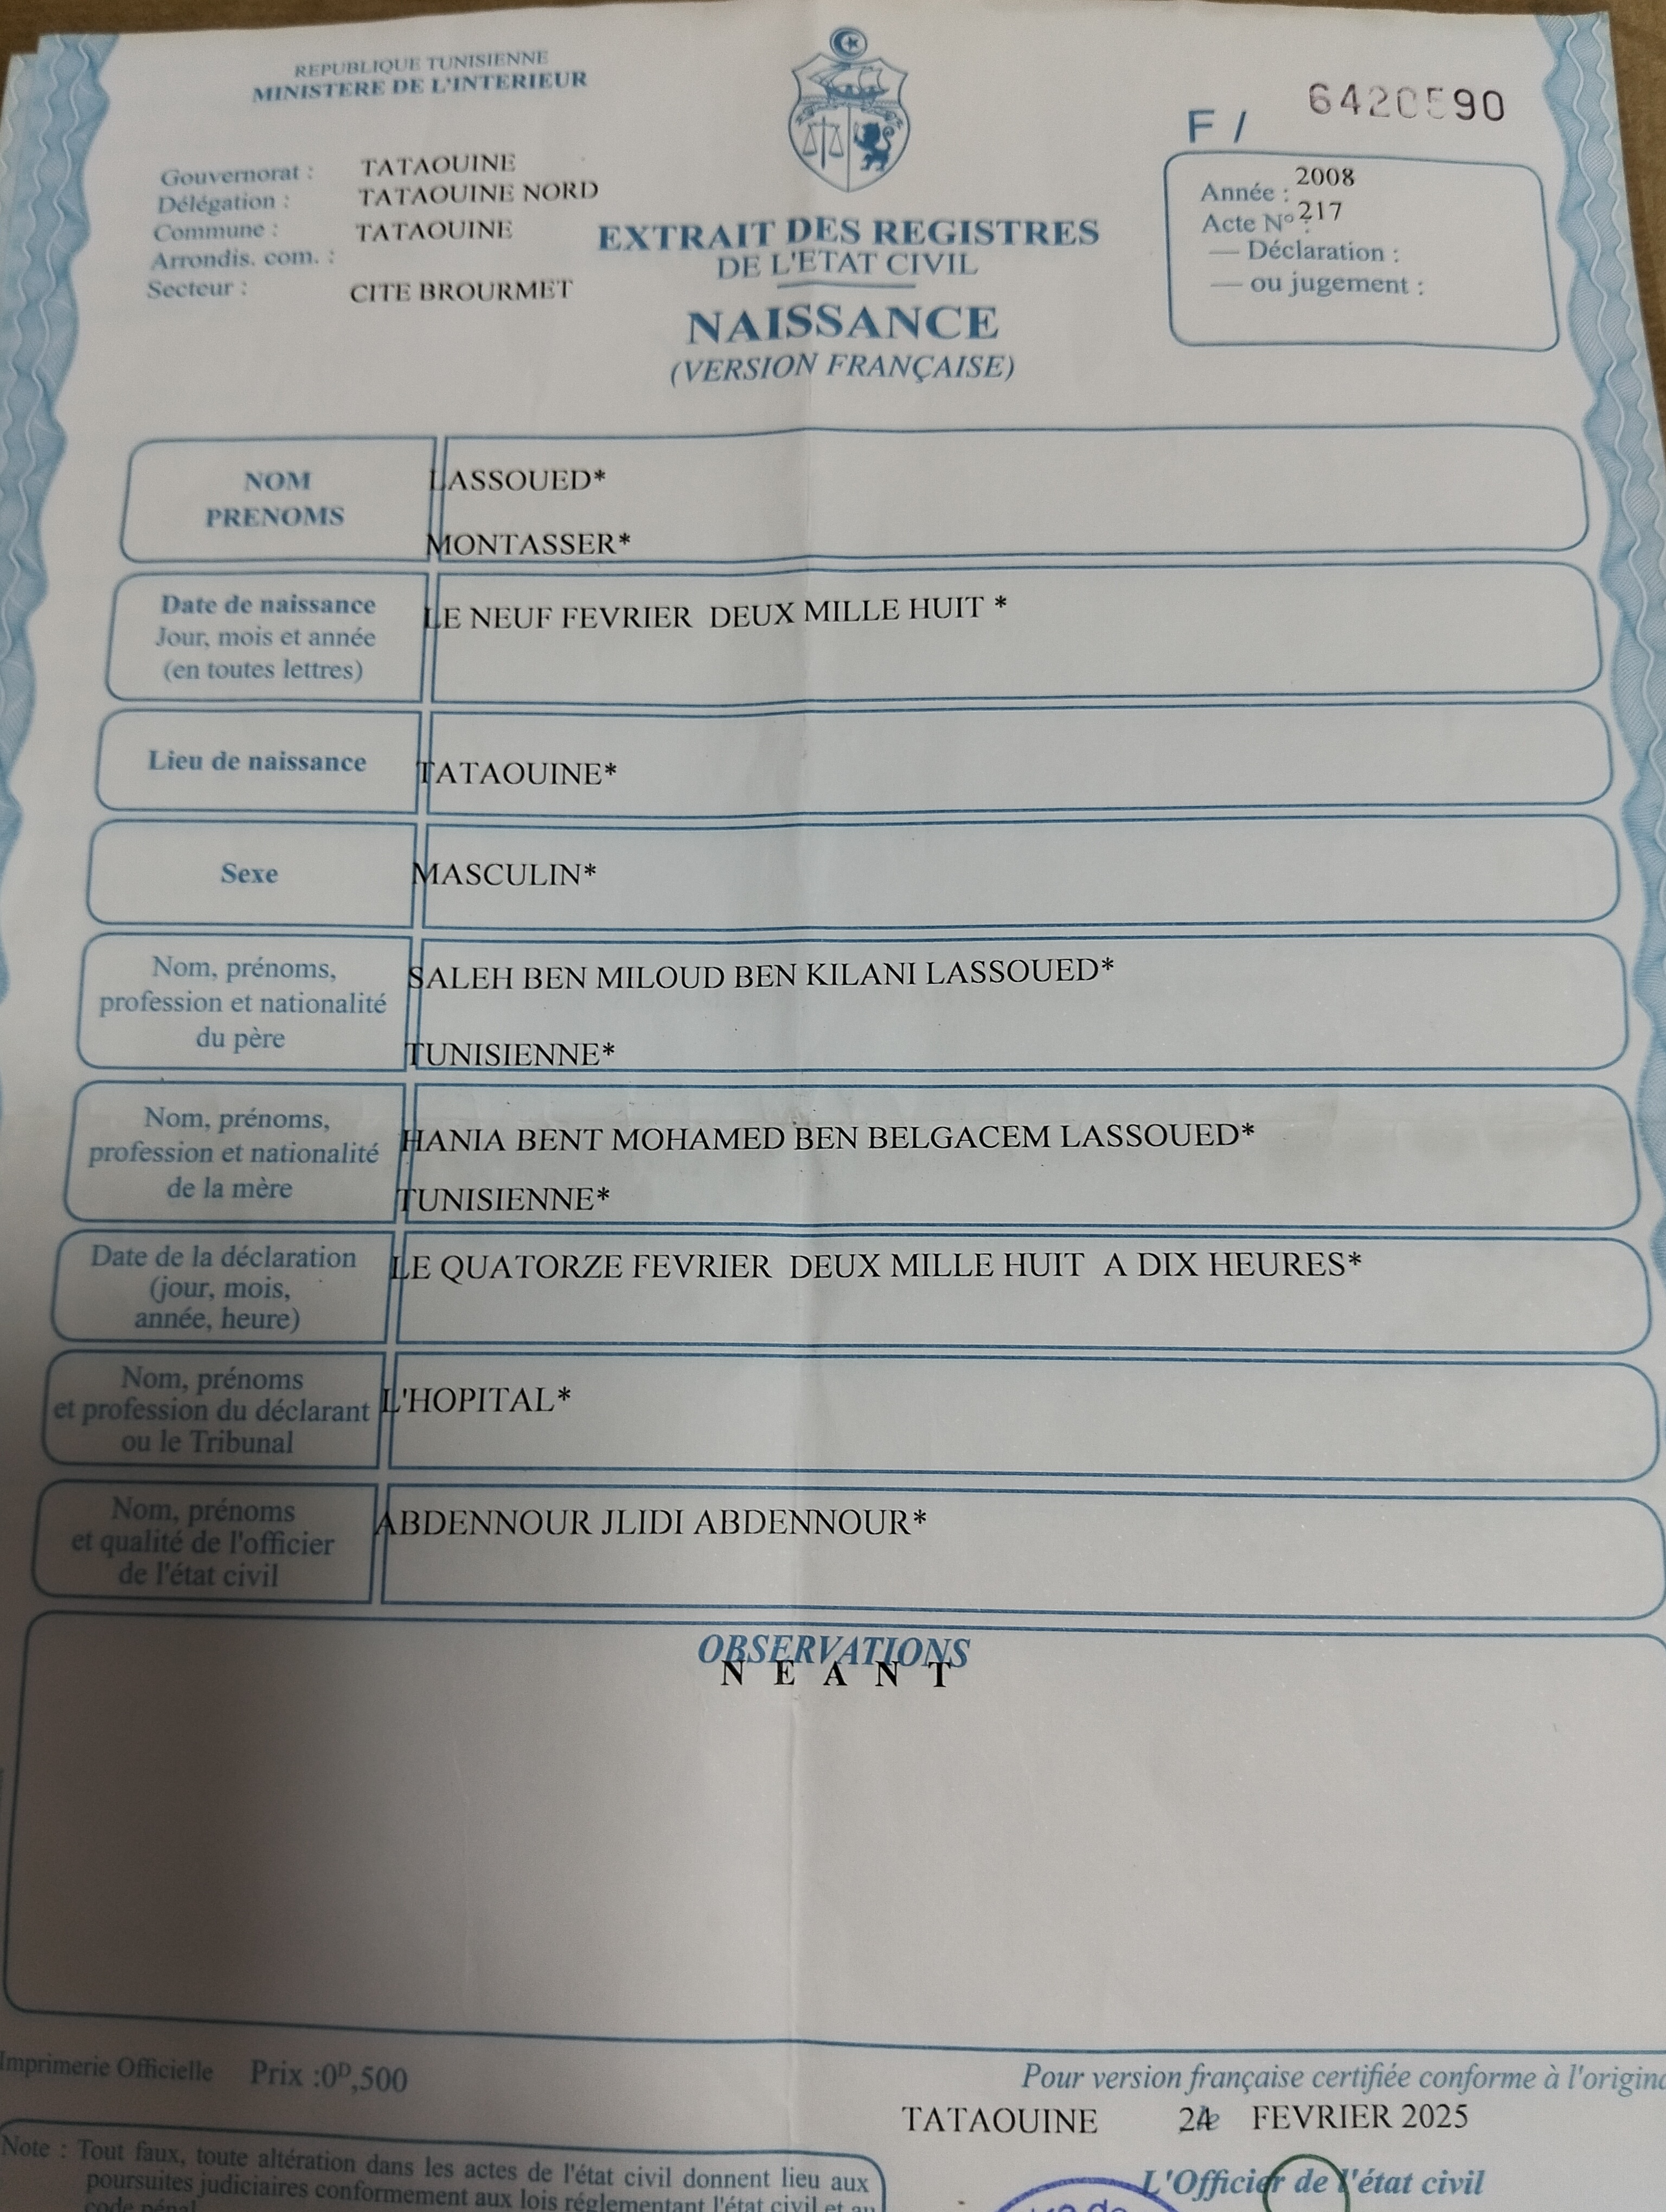 REPUBLIQUE TUNISIENNE
MINISTERE DE L'INTERIEUR
F / 6420590
Gouvernorat : TATAOUINE
Délégation : TATAOUINE NORD
Commune : TATAOUINE
Arrondis. com. :
Secteur : CITE BROURMET
EXTRAIT DES REGISTRES
DE L'ETAT CIVIL
NAISSANCE
(VERSION FRANÇAISE)
Année : 2008
Acte N° : 217
— Déclaration :
— ou jugement :
NOM
PRENOMS
LASSOUED*
MONTASSER*
Date de naissance
Jour, mois et année
(en toutes lettres)
LE NEUF FEVRIER DEUX MILLE HUIT *
Lieu de naissance
TATAOUINE*
Sexe
MASCULIN*
Nom, prénoms,
profession et nationalité
du père
SALEH BEN MILOUD BEN KILANI LASSOUED*
TUNISIENNE*
Nom, prénoms,
profession et nationalité
de la mère
HANIA BENT MOHAMED BEN BELGACEM LASSOUED*
TUNISIENNE*
Date de la déclaration
(jour, mois,
année, heure)
LE QUATORZE FEVRIER DEUX MILLE HUIT A DIX HEURES*
Nom, prénoms
et profession du déclarant
ou le Tribunal
L'HOPITAL*
Nom, prénoms
et qualité de l'officier
de l'état civil
ABDENNOUR JLIDI ABDENNOUR*
OBSERVATIONS
N E A N T
Imprimerie Officielle Prix :0D,500
Pour version française certifiée conforme à l'origina
TATAOUINE le 24 FEVRIER 2025
L'Officier de l'état civil
Note : Tout faux, toute altération dans les actes de l'état civil donnent lieu aux
poursuites judiciaires conformement aux lois réglementant l'état civil et au
code pénal